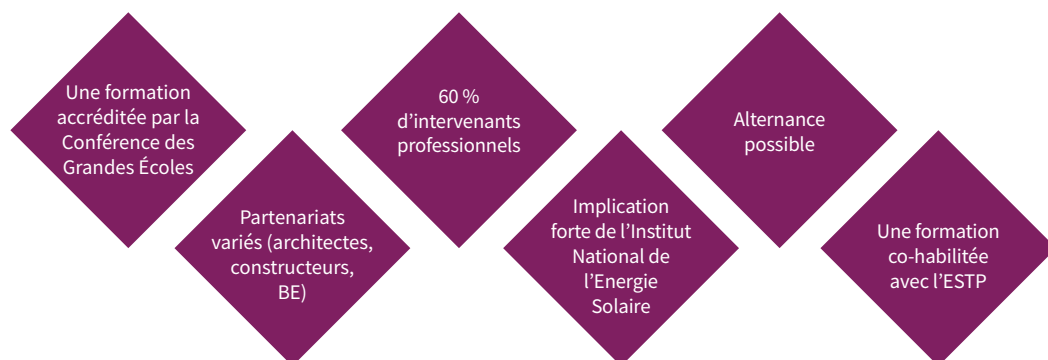 Une formation
accréditée par la
Conférence des
Grandes Écoles
Partenariats
variés (architectes,
constructeurs,
BE)
60 %
d’intervenants
professionnels
Implication
forte de l’Institut
National de
l’Energie
Solaire
Alternance
possible
Une formation
co-habilitée
avec l’ESTP